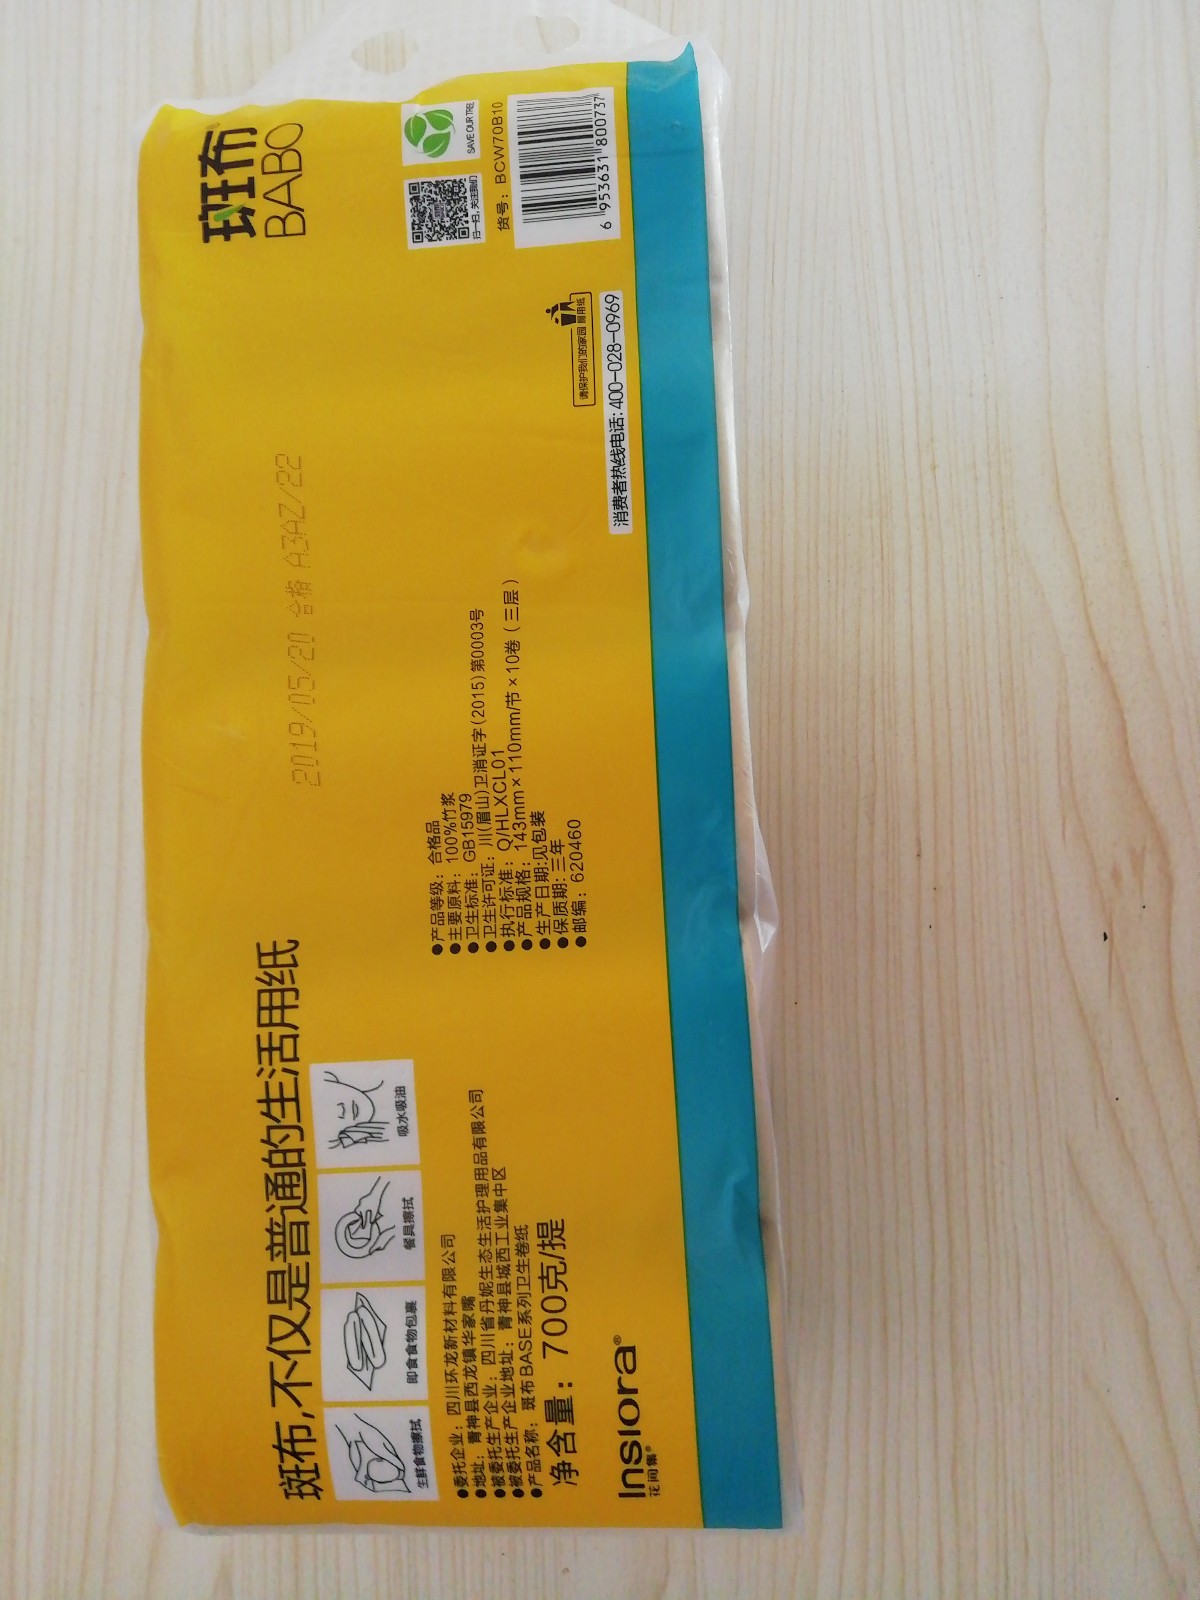 斑布
BABO
SAVE OUR TREE
扫一扫,关注我们
货号：BCW70B10
6 953631 800737
请保护我们的家园 厕用纸
消费者热线电话:400-028-0969
2019/05/20 合格 A3AZ/22
●产品等级：合格品
●主要原料：100%竹浆
●卫生标准：GB15979
●卫生许可证：川(眉山)卫消证字(2015)第0003号
●执行标准：Q/HLXCL01
●产品规格：143mm×110mm/节×10卷（三层）
●生产日期:见包装
●保质期:三年
●邮编：620460
斑布,不仅是普通的生活用纸
生鲜食物擦拭
即食食物包裹
餐具擦拭
吸水吸油
●委托企业：四川环龙新材料有限公司
●地址：青神县西龙镇华家嘴
●被委托生产企业：四川省丹妮生态生活护理用品有限公司
●被委托生产企业地址：青神县城西工业集中区
●产品名称：斑布BASE系列卫生卷纸
净含量：700克/提
Insiora®
花间集®